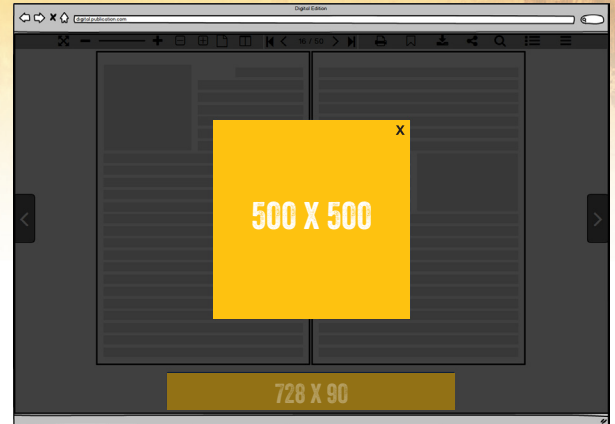 Digital Edition
digital publication.com
16 / 50
X
500 X 500
728 X 90